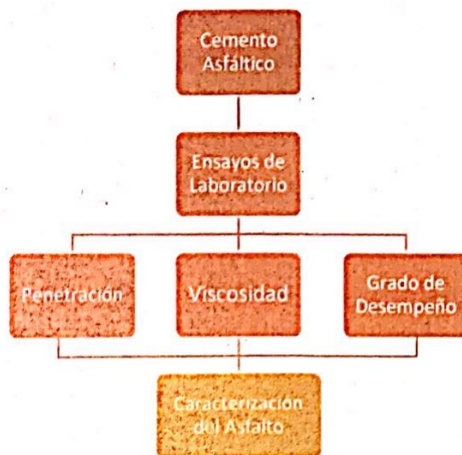 Cemento
Asfáltico
Ensayos de
Laboratorio
Penetración
Viscosidad
Grado de
Desempeño
Caracterización
del Asfalto